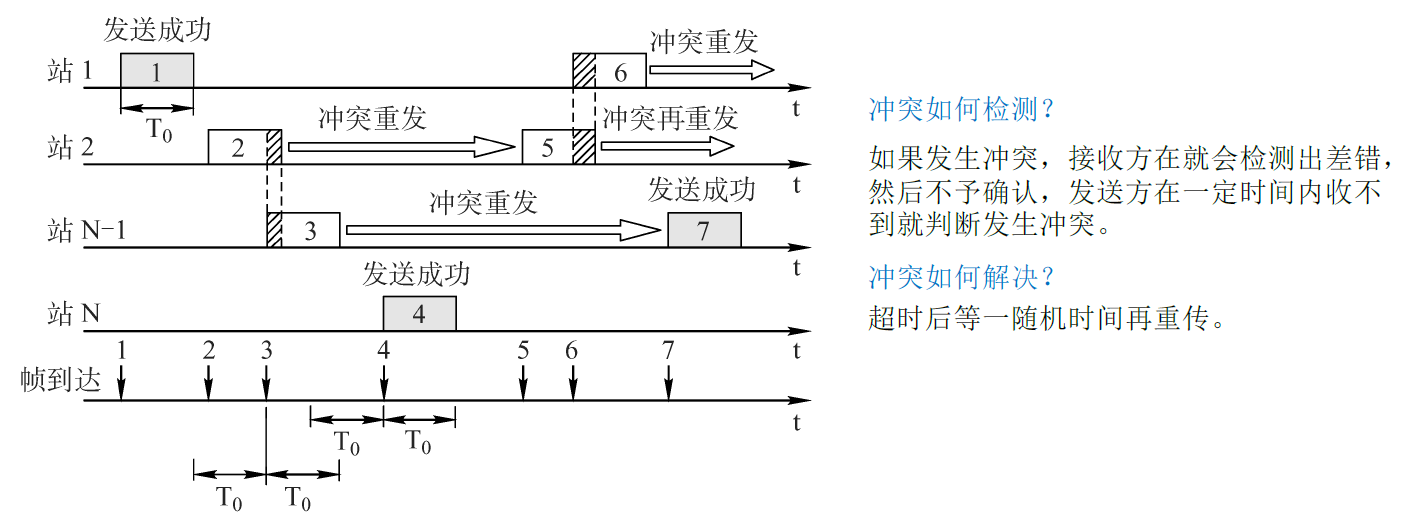 发送成功
站 1
1
6
冲突重发
t
T₀
站 2
2
冲突重发
5
冲突再重发
t
站 N-1
3
冲突重发
发送成功
7
t
发送成功
站 N
4
t
1 2 3 4 5 6 7
帧到达
t
T₀ T₀
T₀ T₀
冲突如何检测？
如果发生冲突，接收方在就会检测出差错，
然后不予确认，发送方在一定时间内收不
到就判断发生冲突。
冲突如何解决？
超时后等一随机时间再重传。